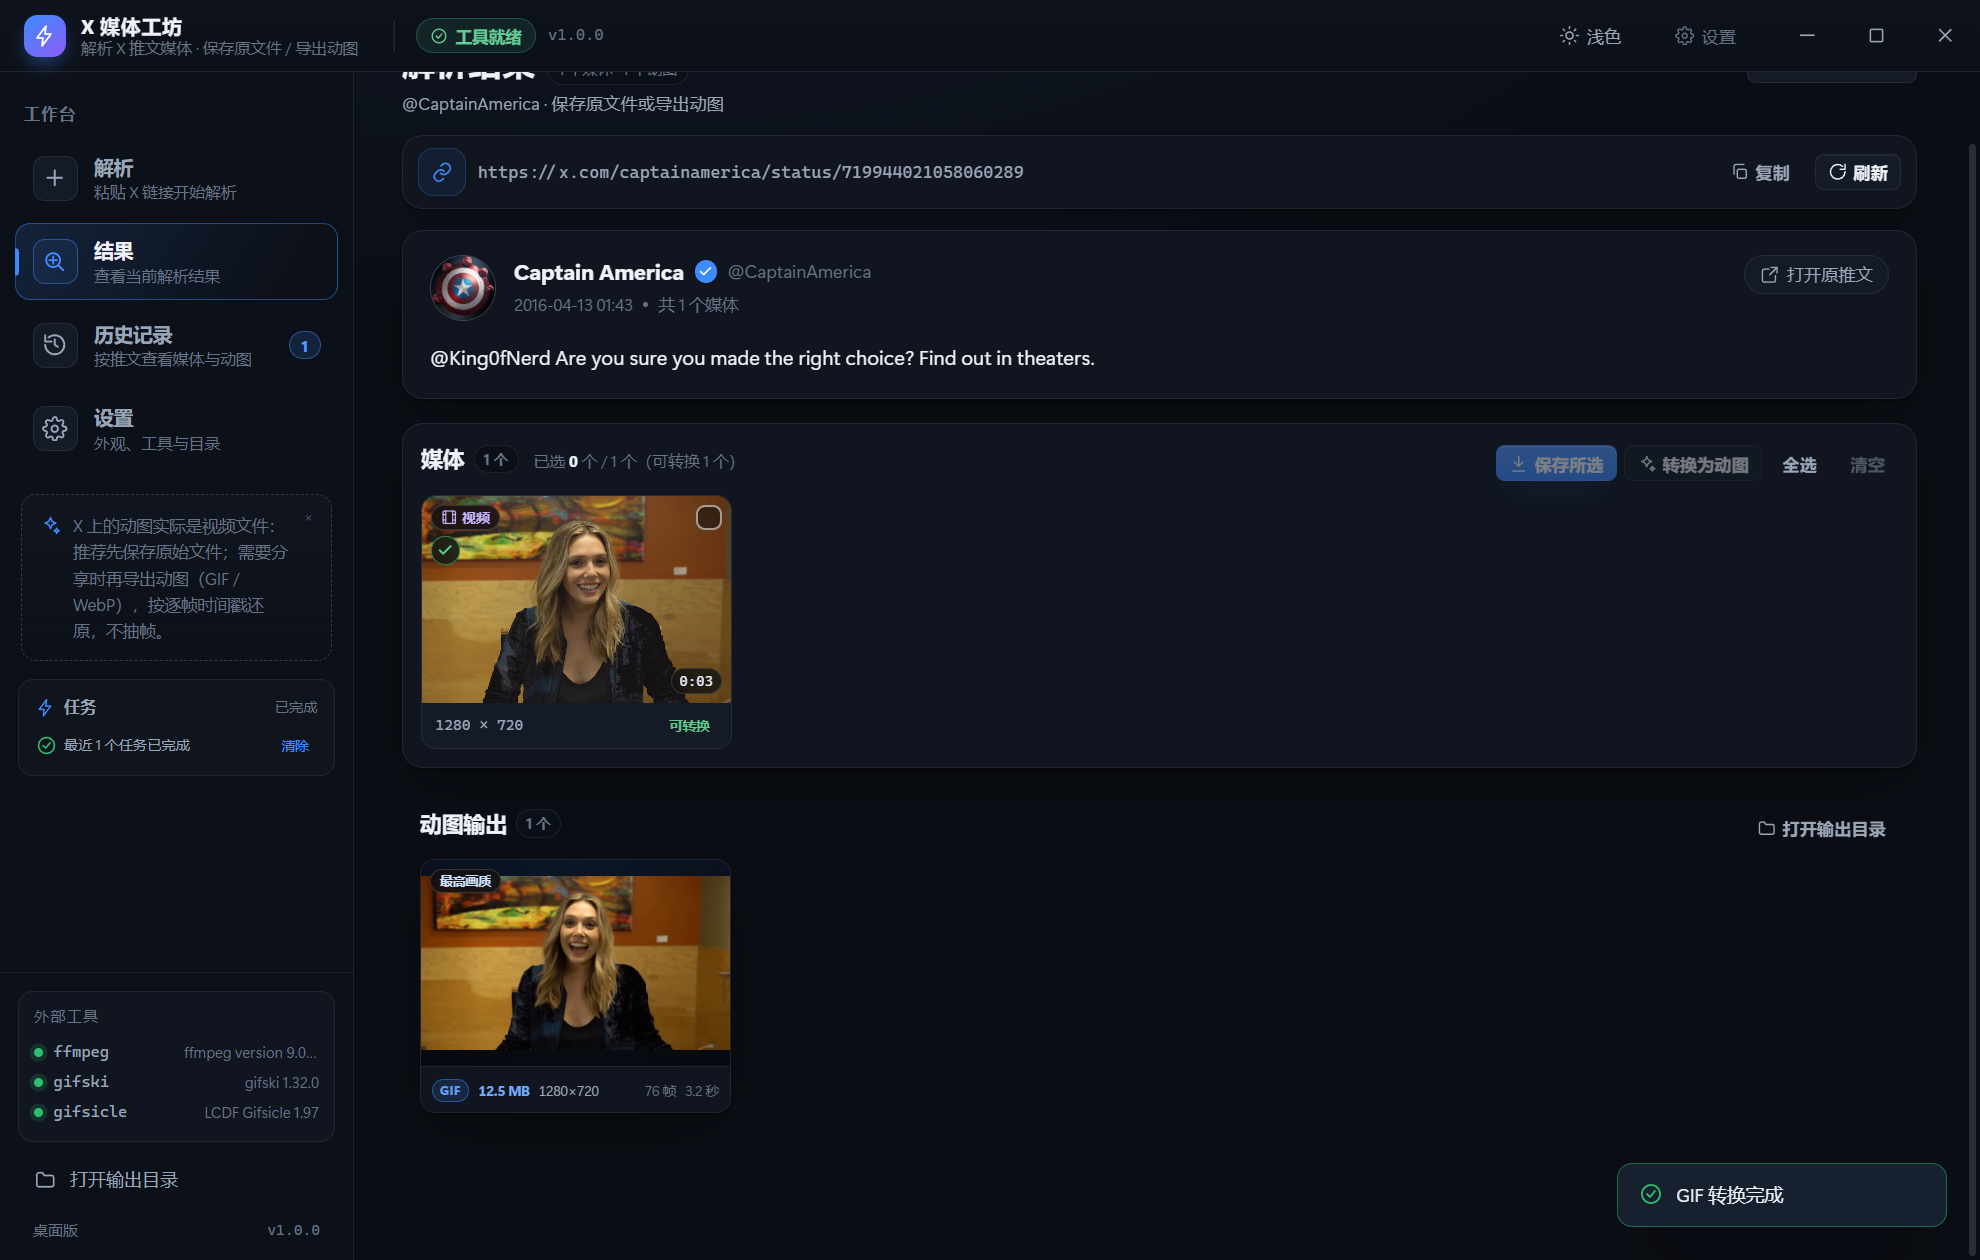 X 媒体工坊
解析 X 推文媒体 · 保存原文件 / 导出动图
工具就绪
v1.0.0
浅色
设置
工作台
解析
粘贴 X 链接开始解析
结果
查看当前解析结果
历史记录
按推文查看媒体与动图
1
设置
外观、工具与目录
X 上的动图实际是视频文件：
推荐先保存原始文件；需要分
享时再导出动图（GIF /
WebP），按逐帧时间戳还
原，不抽帧。
×
任务
已完成
最近 1 个任务已完成
清除
外部工具
ffmpeg
ffmpeg version 9.0...
gifski
gifski 1.32.0
gifsicle
LCDF Gifsicle 1.97
打开输出目录
桌面版
v1.0.0
解析结果
1 个媒体 · 1 个动图
@CaptainAmerica · 保存原文件或导出动图
https://x.com/captainamerica/status/719944021058060289
复制
刷新
Captain America
@CaptainAmerica
2016-04-13 01:43 • 共 1 个媒体
打开原推文
@King0fNerd Are you sure you made the right choice? Find out in theaters.
媒体
1 个
已选 0 个 / 1 个（可转换 1 个）
保存所选
转换为动图
全选
清空
视频
0:03
1280 × 720
可转换
动图输出
1 个
打开输出目录
最高画质
GIF
12.5 MB
1280×720
76 帧
3.2 秒
GIF 转换完成